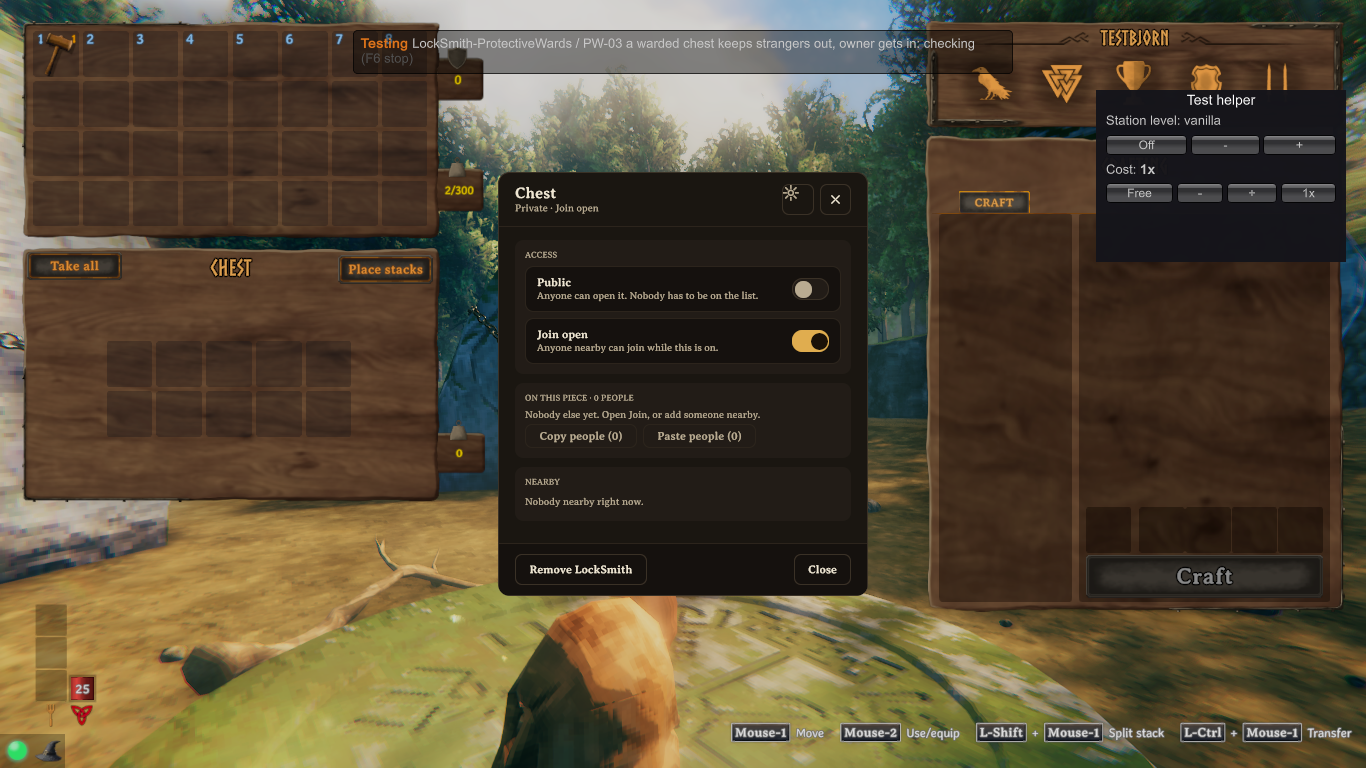 Testing LockSmith-ProtectiveWards / PW-03 a warded chest keeps strangers out, owner gets in: checking
(F6 stop)
1 1 2 3 4 5 6 7 8
0
2/300
Take all
CHEST
Place stacks
0
TESTBJORN
Test helper
Station level: vanilla
Off - +
Cost: 1x
Free - + 1x
CRAFT
Craft
Chest
Private · Join open
ACCESS
Public
Anyone can open it. Nobody has to be on the list.
Join open
Anyone nearby can join while this is on.
ON THIS PIECE · 0 PEOPLE
Nobody else yet. Open Join, or add someone nearby.
Copy people (0) Paste people (0)
NEARBY
Nobody nearby right now.
Remove LockSmith Close
25
Mouse-1 Move Mouse-2 Use/equip L-Shift + Mouse-1 Split stack L-Ctrl + Mouse-1 Transfer